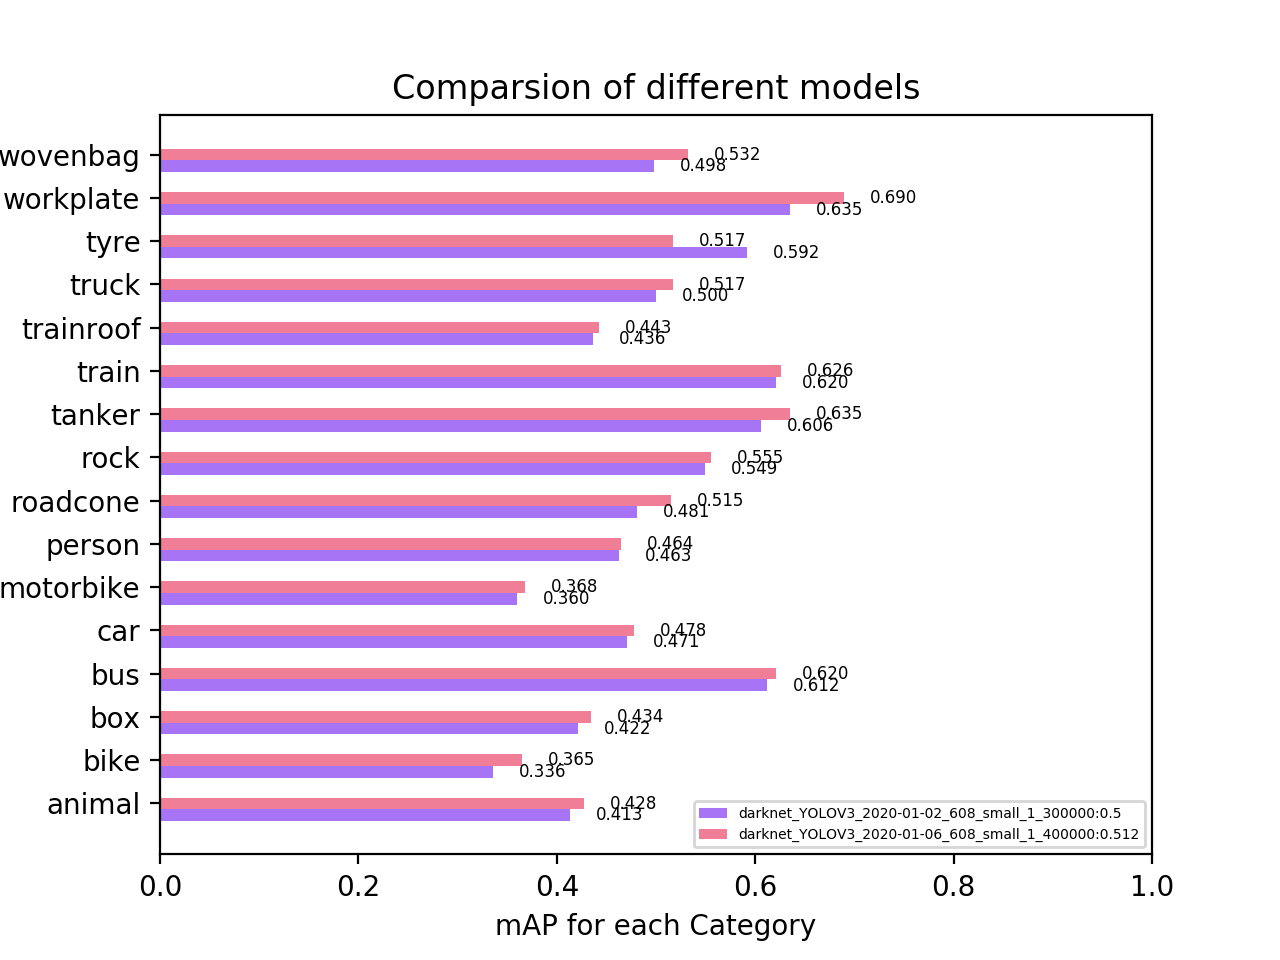 Comparsion of different models
wovenbag
0.532
0.498
workplate
0.690
0.635
tyre
0.517
0.592
truck
0.517
0.500
trainroof
0.443
0.436
train
0.626
0.620
tanker
0.635
0.606
rock
0.555
0.549
roadcone
0.515
0.481
person
0.464
0.463
motorbike
0.368
0.360
car
0.478
0.471
bus
0.620
0.612
box
0.434
0.422
bike
0.365
0.336
animal
0.428
0.413
darknet_YOLOV3_2020-01-02_608_small_1_300000:0.5
darknet_YOLOV3_2020-01-06_608_small_1_400000:0.512
0.0 0.2 0.4 0.6 0.8 1.0
mAP for each Category